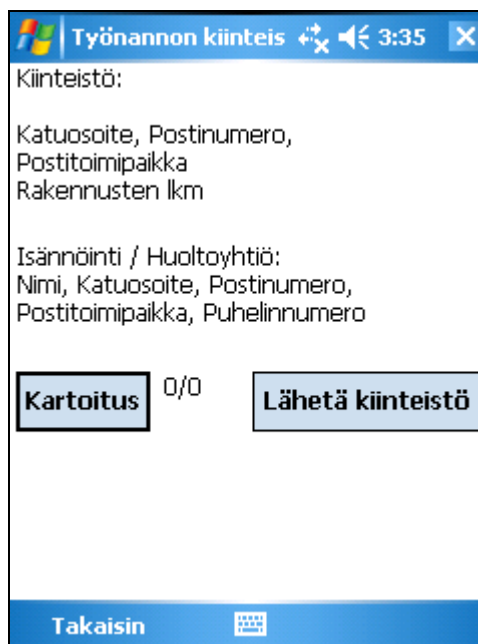 Työnannon kiinteis 3:35
Kiinteistö:
Katuosoite, Postinumero,
Postitoimipaikka
Rakennusten lkm
Isännöinti / Huoltoyhtiö:
Nimi, Katuosoite, Postinumero,
Postitoimipaikka, Puhelinnumero
Kartoitus 0/0 Lähetä kiinteistö
Takaisin